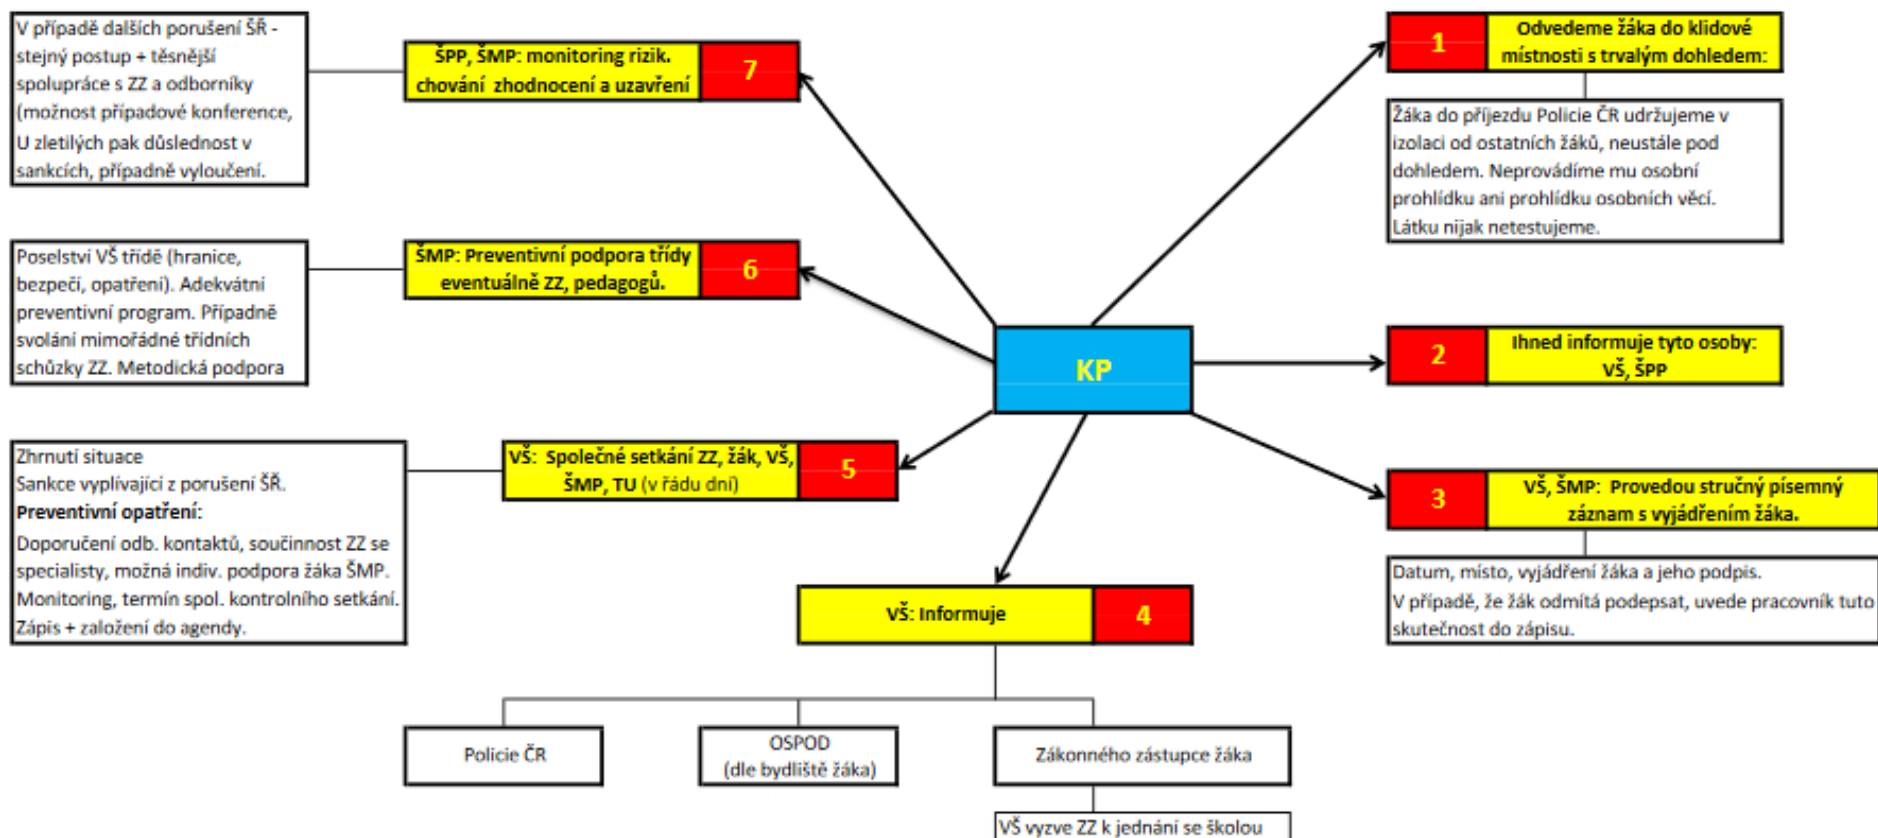 V případě dalších porušení ŠŘ -
stejný postup + těsnější
spolupráce s ZZ a odborníky
(možnost případové konference,
U zletilých pak důslednost v
sankcích, případně vyloučení.
ŠPP, ŠMP: monitoring rizik.
chování zhodnocení a uzavření
7
1
Odvedeme žáka do klidové
místnosti s trvalým dohledem:
Žáka do příjezdu Policie ČR udržujeme v
izolaci od ostatních žáků, neustále pod
dohledem. Neprovádíme mu osobní
prohlídku ani prohlídku osobních věcí.
Látku nijak netestujeme.
Poselství VŠ třídě (hranice,
bezpečí, opatření). Adekvátní
preventivní program. Případně
svolání mimořádné třídních
schůzky ZZ. Metodická podpora
ŠMP: Preventivní podpora třídy
eventuálně ZZ, pedagogů.
6
KP
2
Ihned informuje tyto osoby:
VŠ, ŠPP
Zhrnutí situace
Sankce vyplívající z porušení ŠŘ.
Preventivní opatření:
Doporučení odb. kontaktů, součinnost ZZ se
specialisty, možná indiv. podpora žáka ŠMP.
Monitoring, termín spol. kontrolního setkání.
Zápis + založení do agendy.
VŠ: Společné setkání ZZ, žák, VŠ,
ŠMP, TU (v řádu dní)
5
3
VŠ, ŠMP: Provedou stručný písemný
záznam s vyjádřením žáka.
Datum, místo, vyjádření žáka a jeho podpis.
V případě, že žák odmítá podepsat, uvede pracovník tuto
skutečnost do zápisu.
VŠ: Informuje
4
Policie ČR
OSPOD
(dle bydliště žáka)
Zákonného zástupce žáka
VŠ vyzve ZZ k jednání se školou